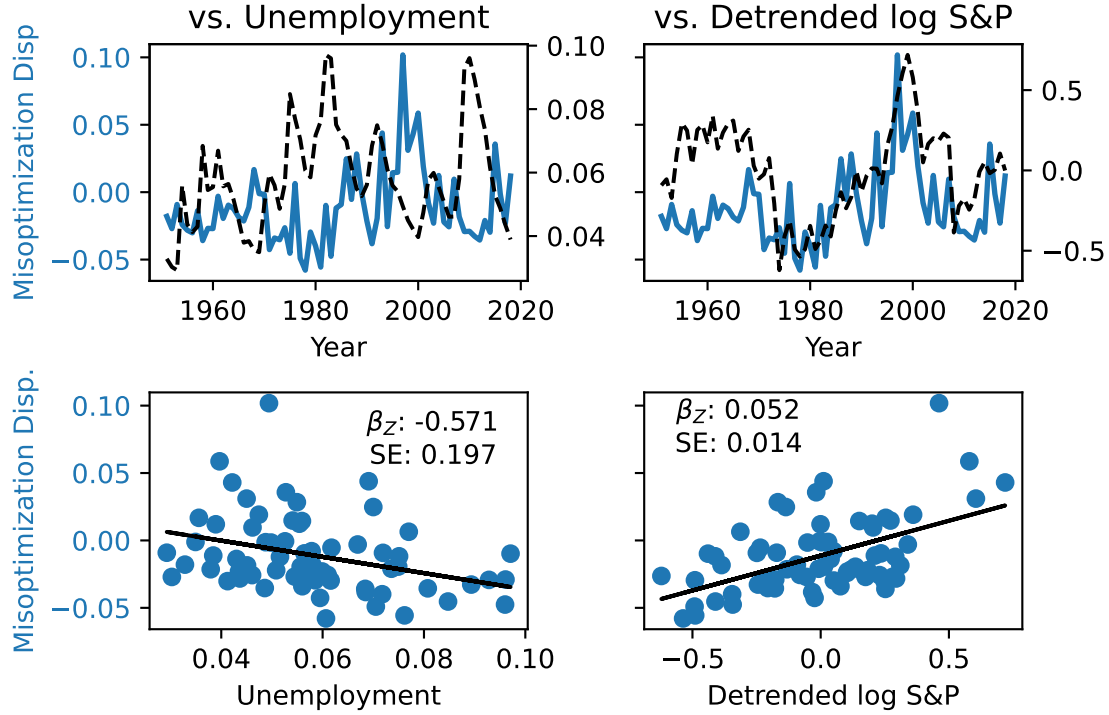 vs. Unemployment
vs. Detrended log S&P
Misoptimization Disp
0.10
0.05
0.00
−0.05
0.10
0.08
0.06
0.04
1960
1980
2000
2020
Year
0.5
0.0
−0.5
1960
1980
2000
2020
Year
Misoptimization Disp.
0.10
0.05
0.00
−0.05
βZ: -0.571
SE: 0.197
0.04
0.06
0.08
0.10
Unemployment
βZ: 0.052
SE: 0.014
−0.5
0.0
0.5
Detrended log S&P